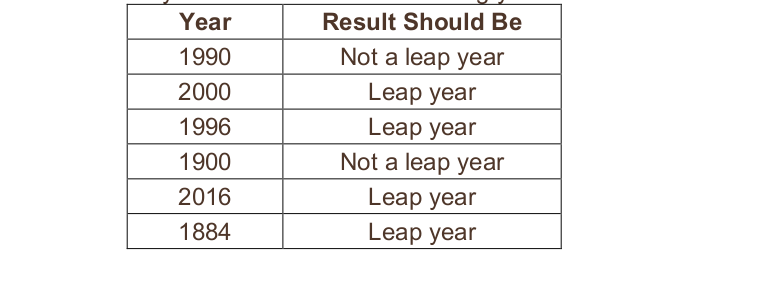 Year Result Should Be
1990 Not a leap year
2000 Leap year
1996 Leap year
1900 Not a leap year
2016 Leap year
1884 Leap year